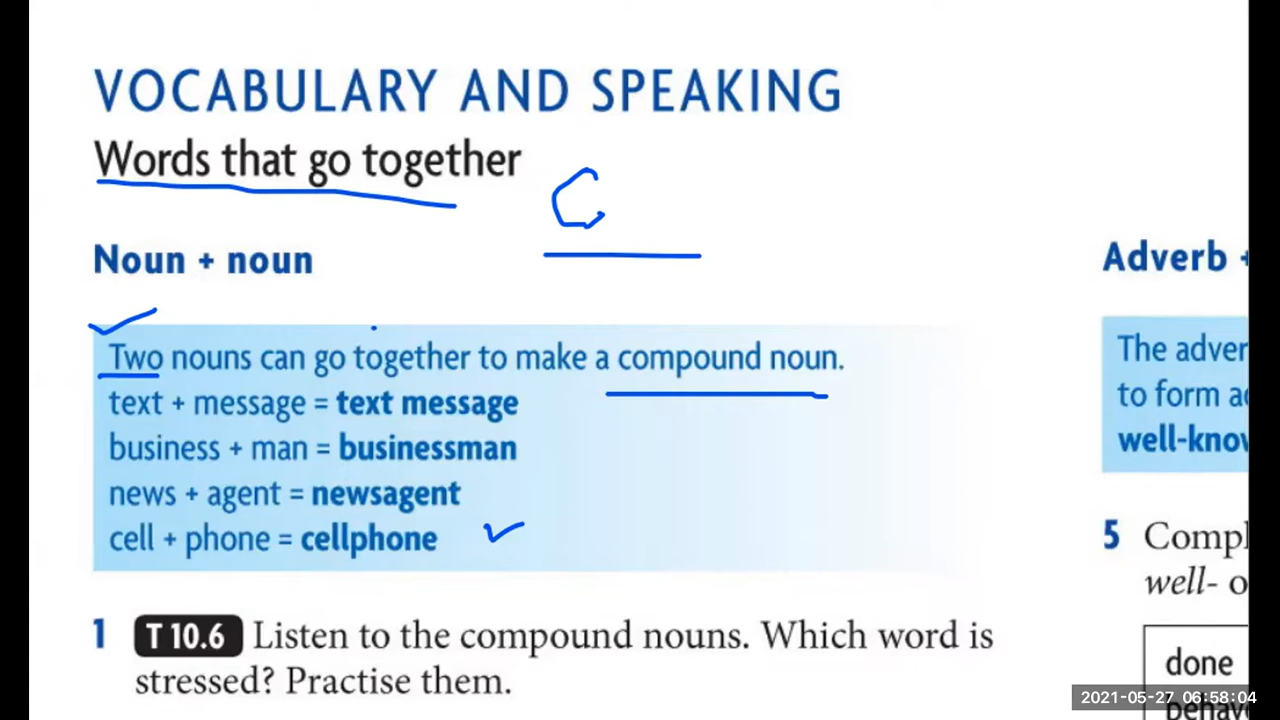 VOCABULARY AND SPEAKING
Words that go together
C
Noun + noun
Two nouns can go together to make a compound noun.
text + message = text message
business + man = businessman
news + agent = newsagent
cell + phone = cellphone
1 T 10.6 Listen to the compound nouns. Which word is
stressed? Practise them.
Adverb +
The adver
to form a
well-know
5 Compl
well- o
done
behav
2021-05-27 06:58:04